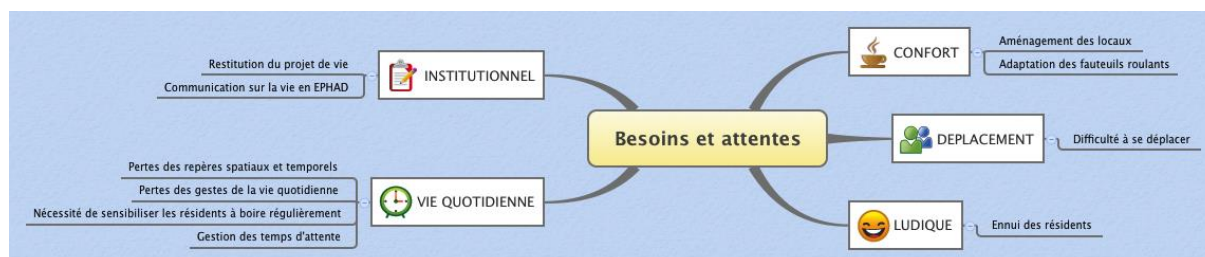 Besoins et attentes
INSTITUTIONNEL
Restitution du projet de vie
Communication sur la vie en EPHAD
VIE QUOTIDIENNE
Pertes des repères spatiaux et temporels
Pertes des gestes de la vie quotidienne
Nécessité de sensibiliser les résidents à boire régulièrement
Gestion des temps d'attente
CONFORT
Aménagement des locaux
Adaptation des fauteuils roulants
DEPLACEMENT
Difficulté à se déplacer
LUDIQUE
Ennui des résidents